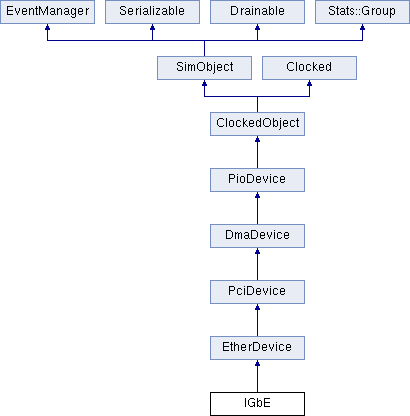 EventManager Serializable Drainable Stats::Group
SimObject Clocked
ClockedObject
PioDevice
DmaDevice
PciDevice
EtherDevice
IGbE